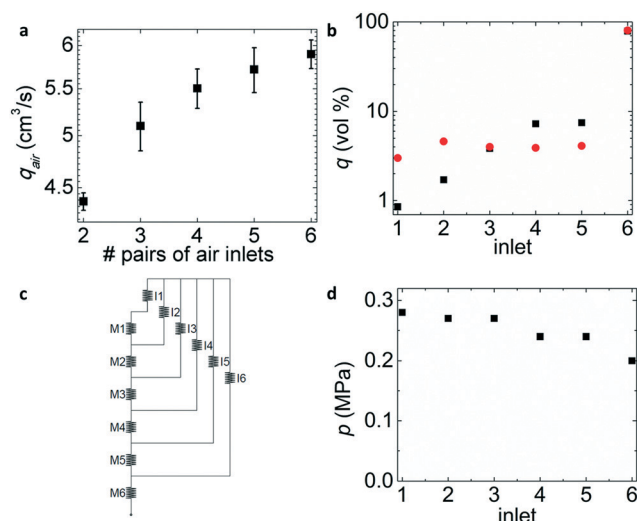 a
6
5.5
5
4.5
q_air (cm³/s)
2 3 4 5 6
# pairs of air inlets
b
100
10
1
q (vol %)
1 2 3 4 5 6
inlet
c
I1
I2
M1 I3
I4
M2 I5
I6
M3
M4
M5
M6
d
0.3
0.2
0.1
0.0
p (MPa)
1 2 3 4 5 6
inlet